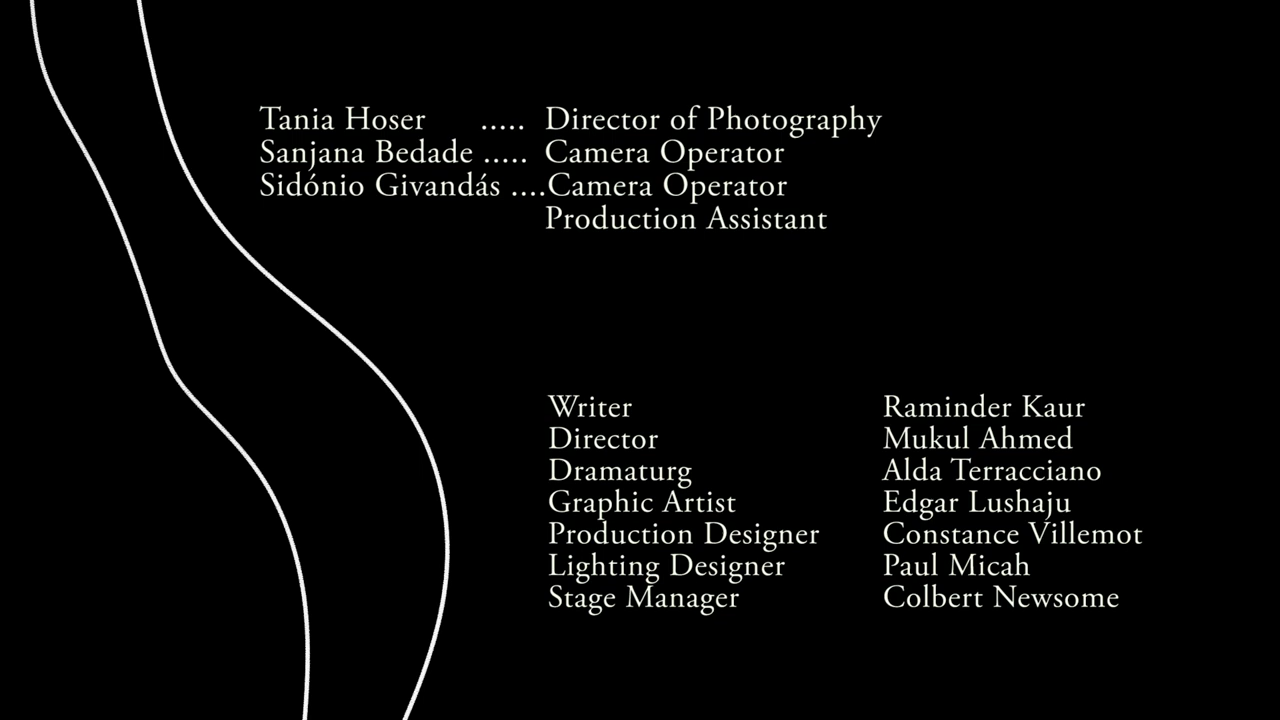 Tania Hoser ..... Director of Photography
Sanjana Bedade ..... Camera Operator
Sidónio Givandás ....Camera Operator
Production Assistant
Writer Raminder Kaur
Director Mukul Ahmed
Dramaturg Alda Terracciano
Graphic Artist Edgar Lushaju
Production Designer Constance Villemot
Lighting Designer Paul Micah
Stage Manager Colbert Newsome